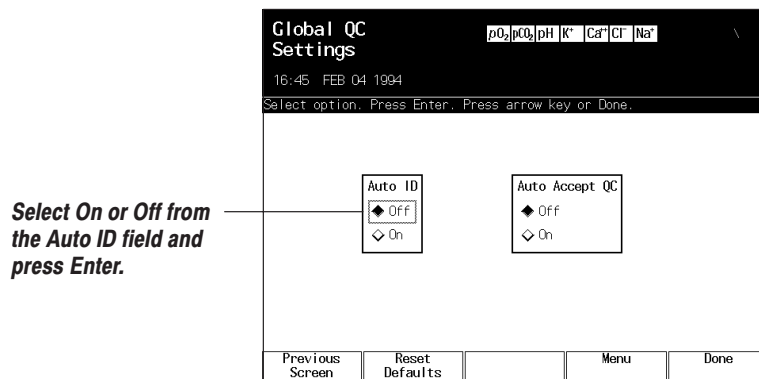 Global QC
Settings
pO₂ pCO₂ pH K⁺ Ca⁺⁺ Cl⁻ Na⁺ \
16:45 FEB 04 1994
Select option. Press Enter. Press arrow key or Done.
Select On or Off from
the Auto ID field and
press Enter.
Auto ID
Off
On
Auto Accept QC
Off
On
Previous Screen
Reset Defaults
Menu
Done